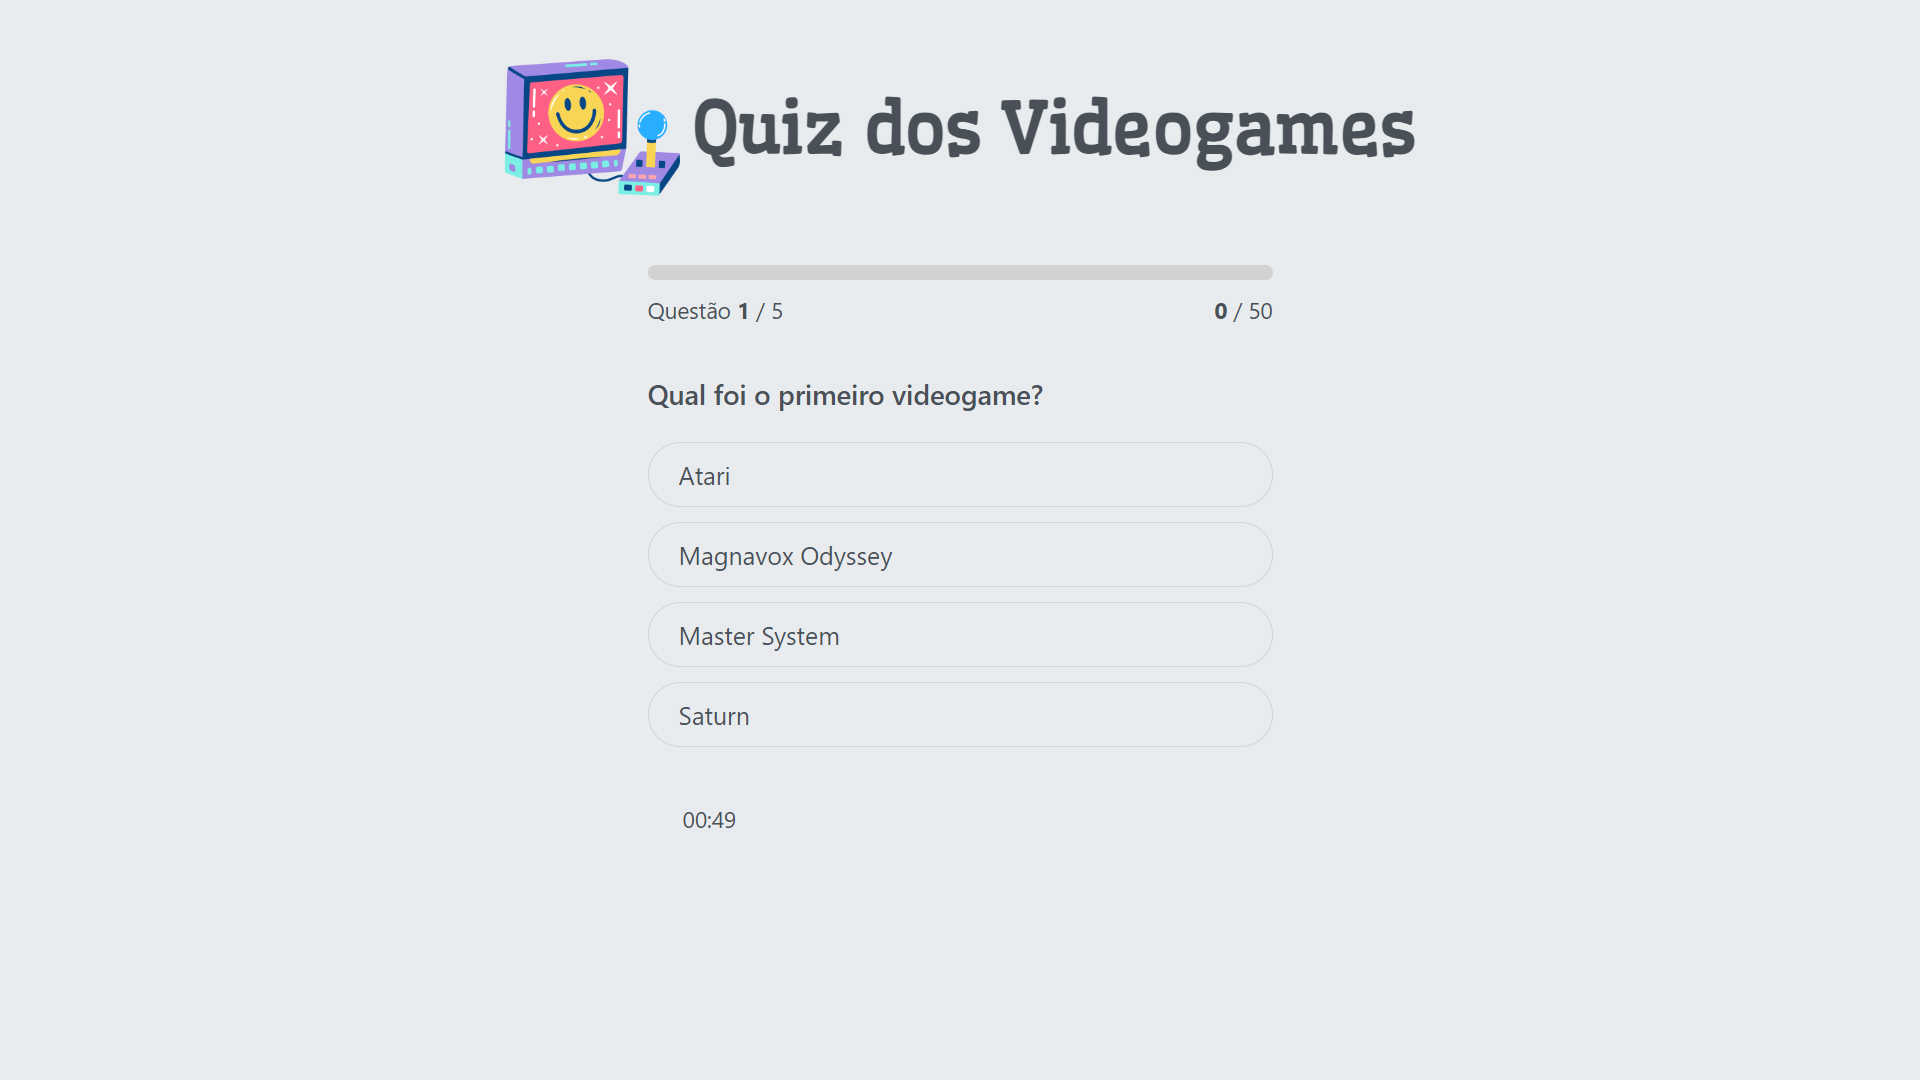 Quiz dos Videogames
Questão 1 / 5
0 / 50
Qual foi o primeiro videogame?
Atari
Magnavox Odyssey
Master System
Saturn
00:49